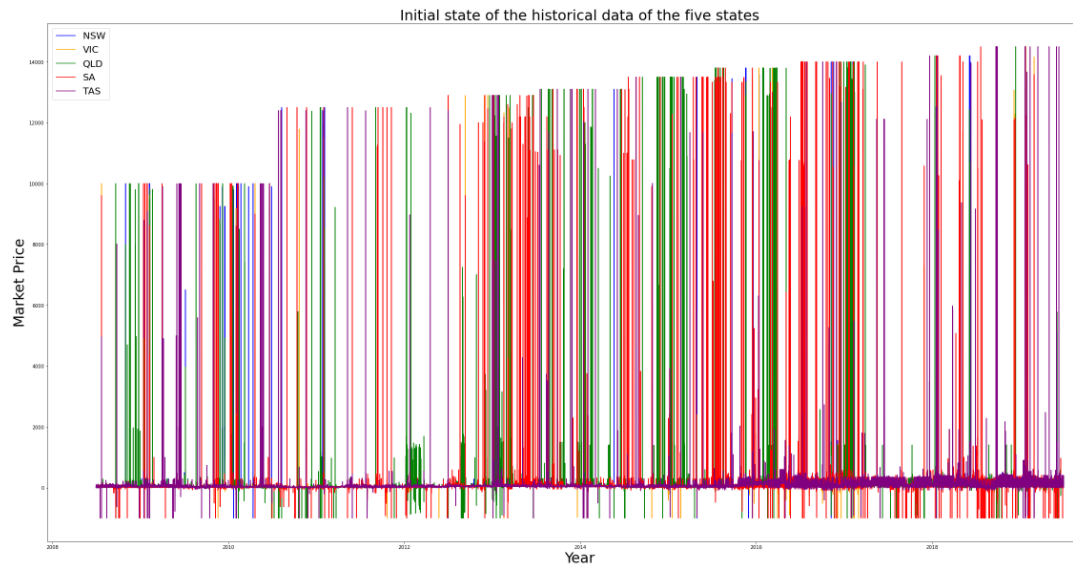 Initial state of the historical data of the five states
NSW
VIC
QLD
SA
TAS
Market Price
14000
12000
10000
8000
6000
4000
2000
0
2008
2010
2012
2014
2016
2018
Year